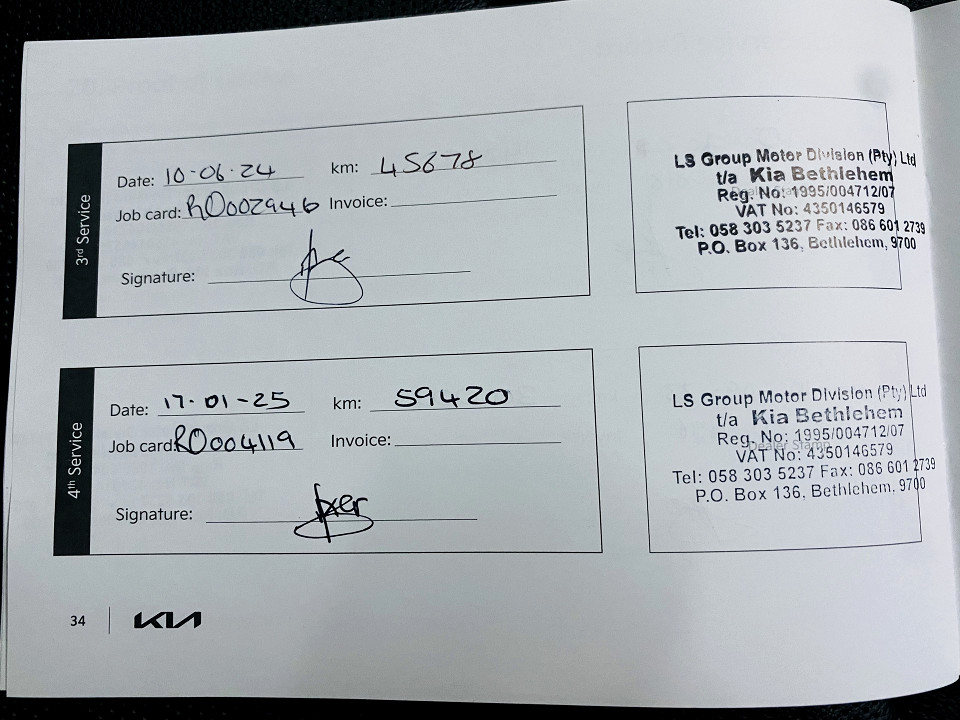 3rd Service
Date: 10-06-24 km: 45678
Job card: RO002946 Invoice:
Signature:
LS Group Motor Division (Pty) Ltd
t/a Kia Bethlehem
Reg. No: 1995/004712/07
VAT No: 4350146579
Tel: 058 303 5237 Fax: 086 601 2739
P.O. Box 136, Bethlehem, 9700
4th Service
Date: 17-01-25 km: 59420
Job card: RO004119 Invoice:
Signature:
LS Group Motor Division (Pty) Ltd
t/a Kia Bethlehem
Reg. No: 1995/004712/07
Dealer Stamp
VAT No: 4350146579
Tel: 058 303 5237 Fax: 086 601 2739
P.O. Box 136, Bethlehem, 9700
34 KIA